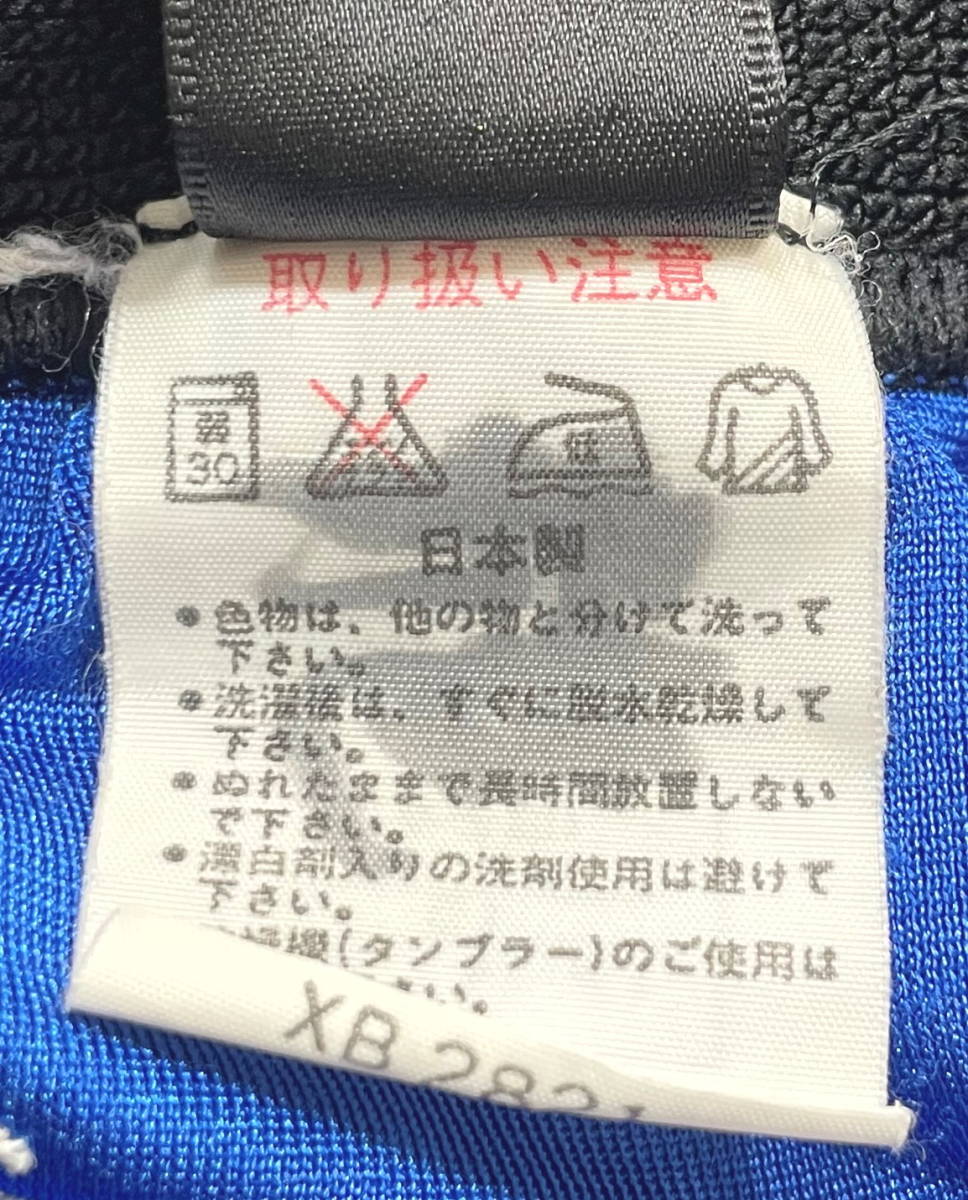 取り扱い注意
弱
30
低
日本製
•色物は、他の物と分けて洗って
下さい。
•洗濯後は、すぐに脱水乾燥して
下さい。
•ぬれたままで長時間放置しない
で下さい。
•漂白剤入りの洗剤使用は避けて
下さい。
燥機(タンブラー)のご使用は
さい。
XB 282